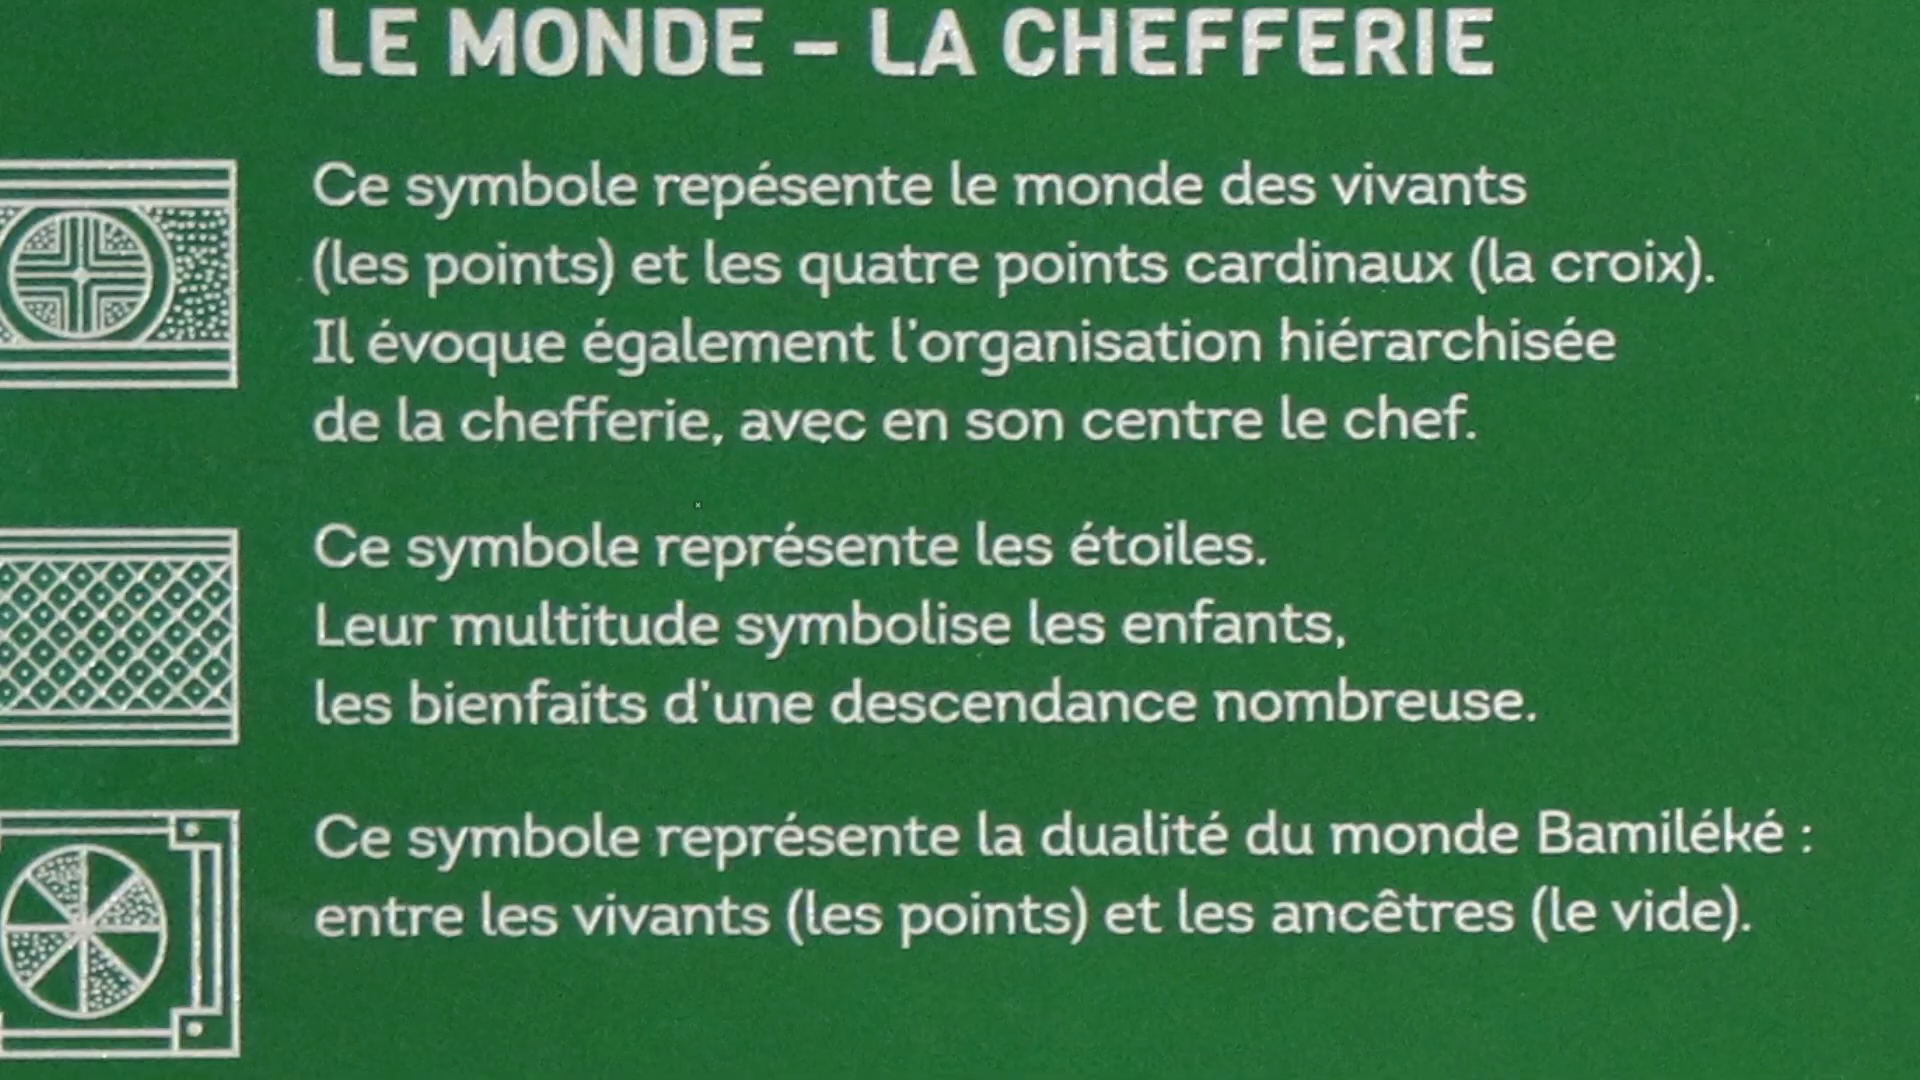 LE MONDE – LA CHEFFERIE
Ce symbole repésente le monde des vivants
(les points) et les quatre points cardinaux (la croix).
Il évoque également l'organisation hiérarchisée
de la chefferie, avec en son centre le chef.
Ce symbole représente les étoiles.
Leur multitude symbolise les enfants,
les bienfaits d'une descendance nombreuse.
Ce symbole représente la dualité du monde Bamiléké :
entre les vivants (les points) et les ancêtres (le vide).